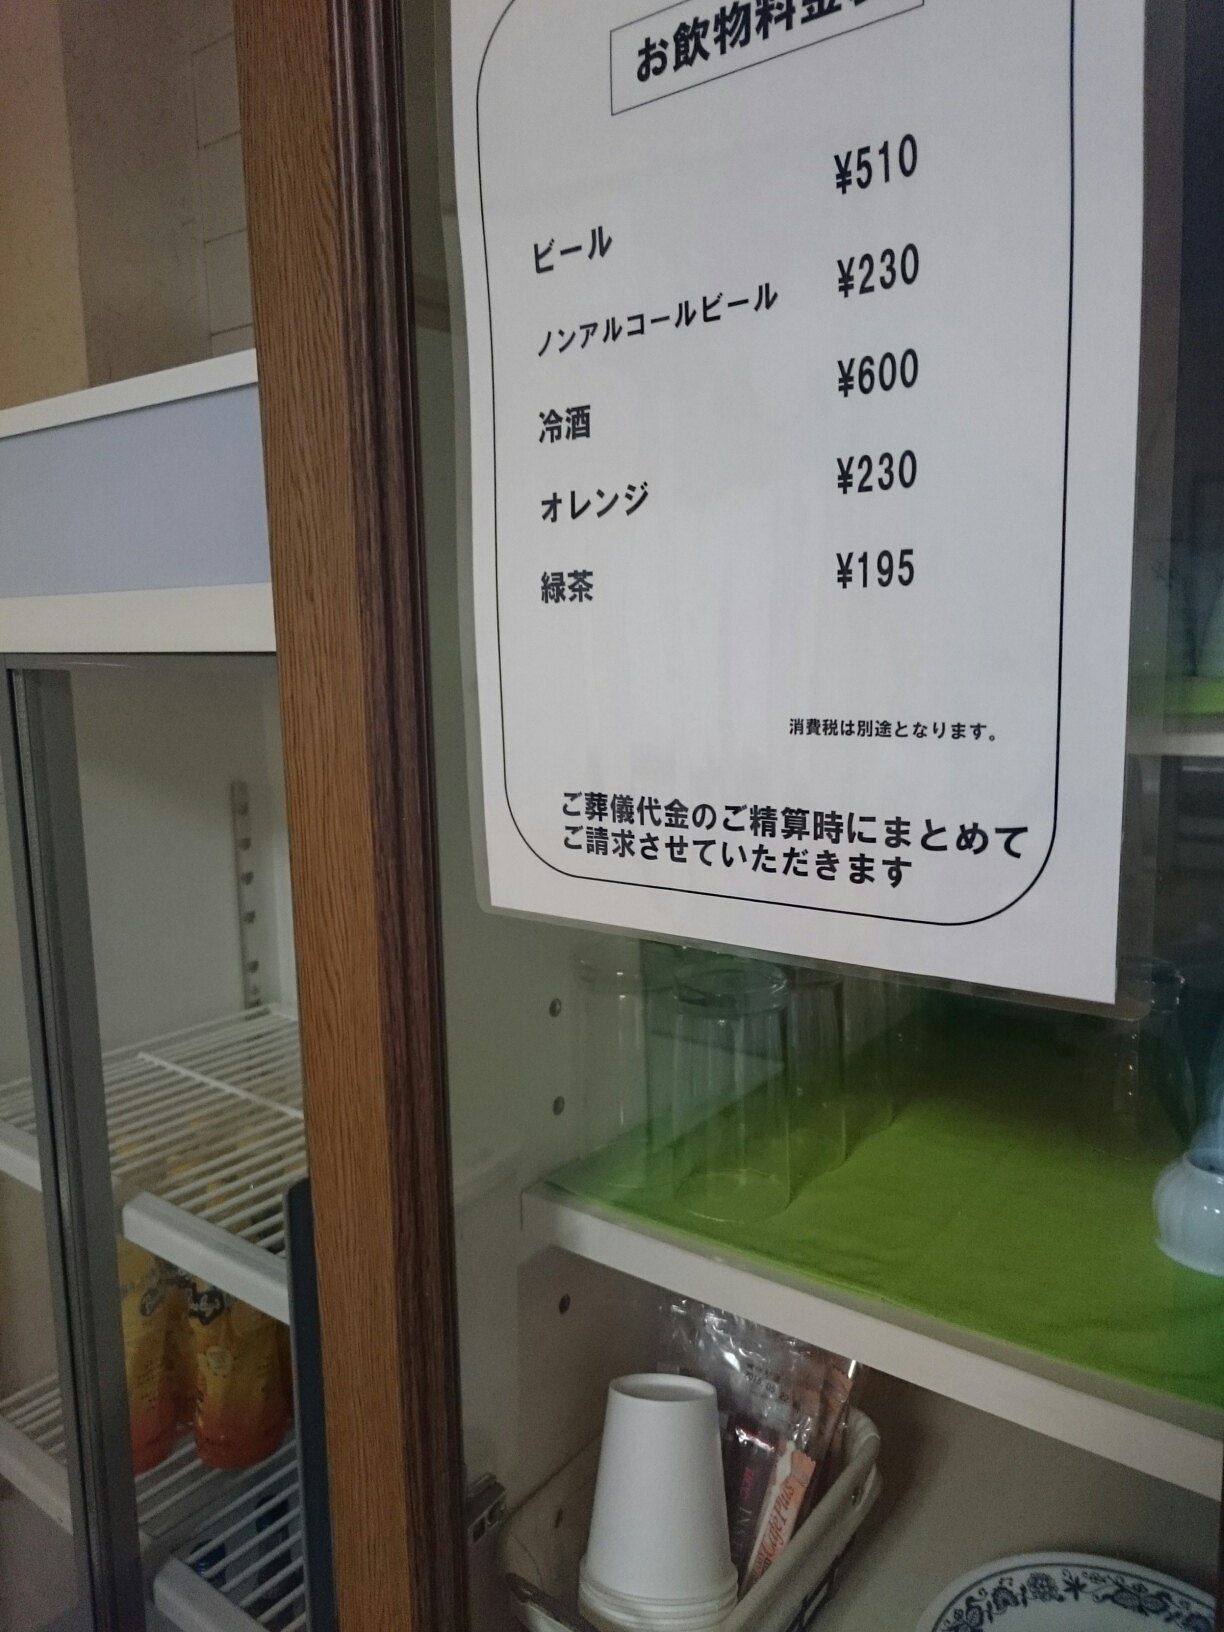 お飲物料金
ビール ¥510
ノンアルコールビール ¥230
冷酒 ¥600
オレンジ ¥230
緑茶 ¥195
消費税は別途となります。
ご葬儀代金のご精算時にまとめて
ご請求させていただきます
Cafe Plus